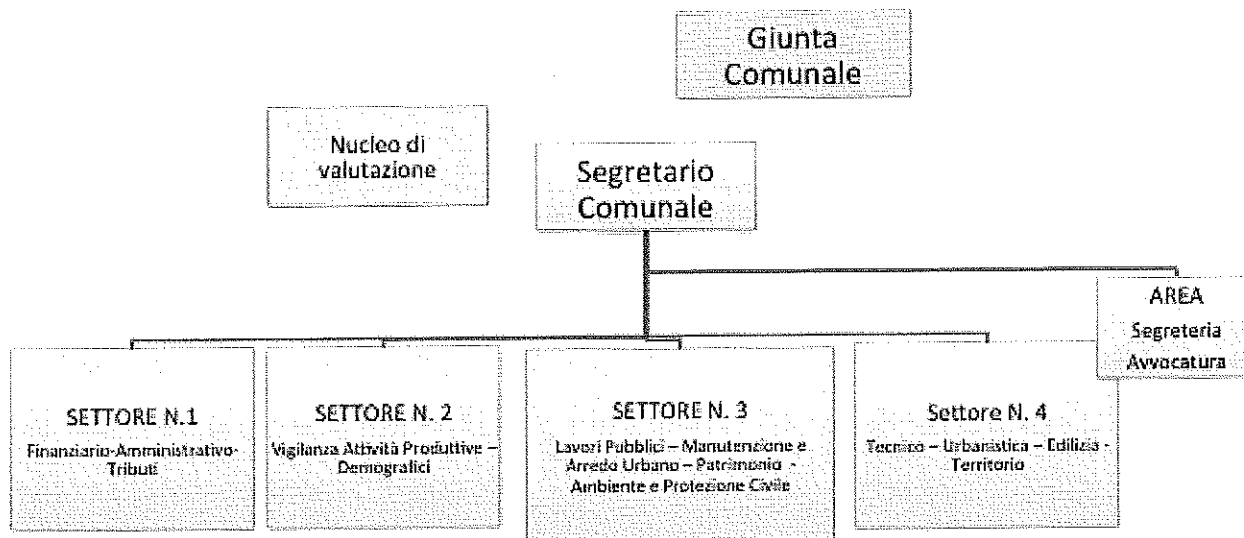 Giunta
Comunale
Nucleo di
valutazione
Segretario
Comunale
AREA
Segreteria
Avvocatura
SETTORE N.1
Finanziario-Amministrativo-
Tributi
SETTORE N. 2
Vigilanza Attività Produttive –
Demografici
SETTORE N. 3
Lavori Pubblici – Manutenzione e
Arredo Urbano – Patrimonio -
Ambiente e Protezione Civile
Settore N. 4
Tecnico – Urbanistica – Edilizia -
Territorio